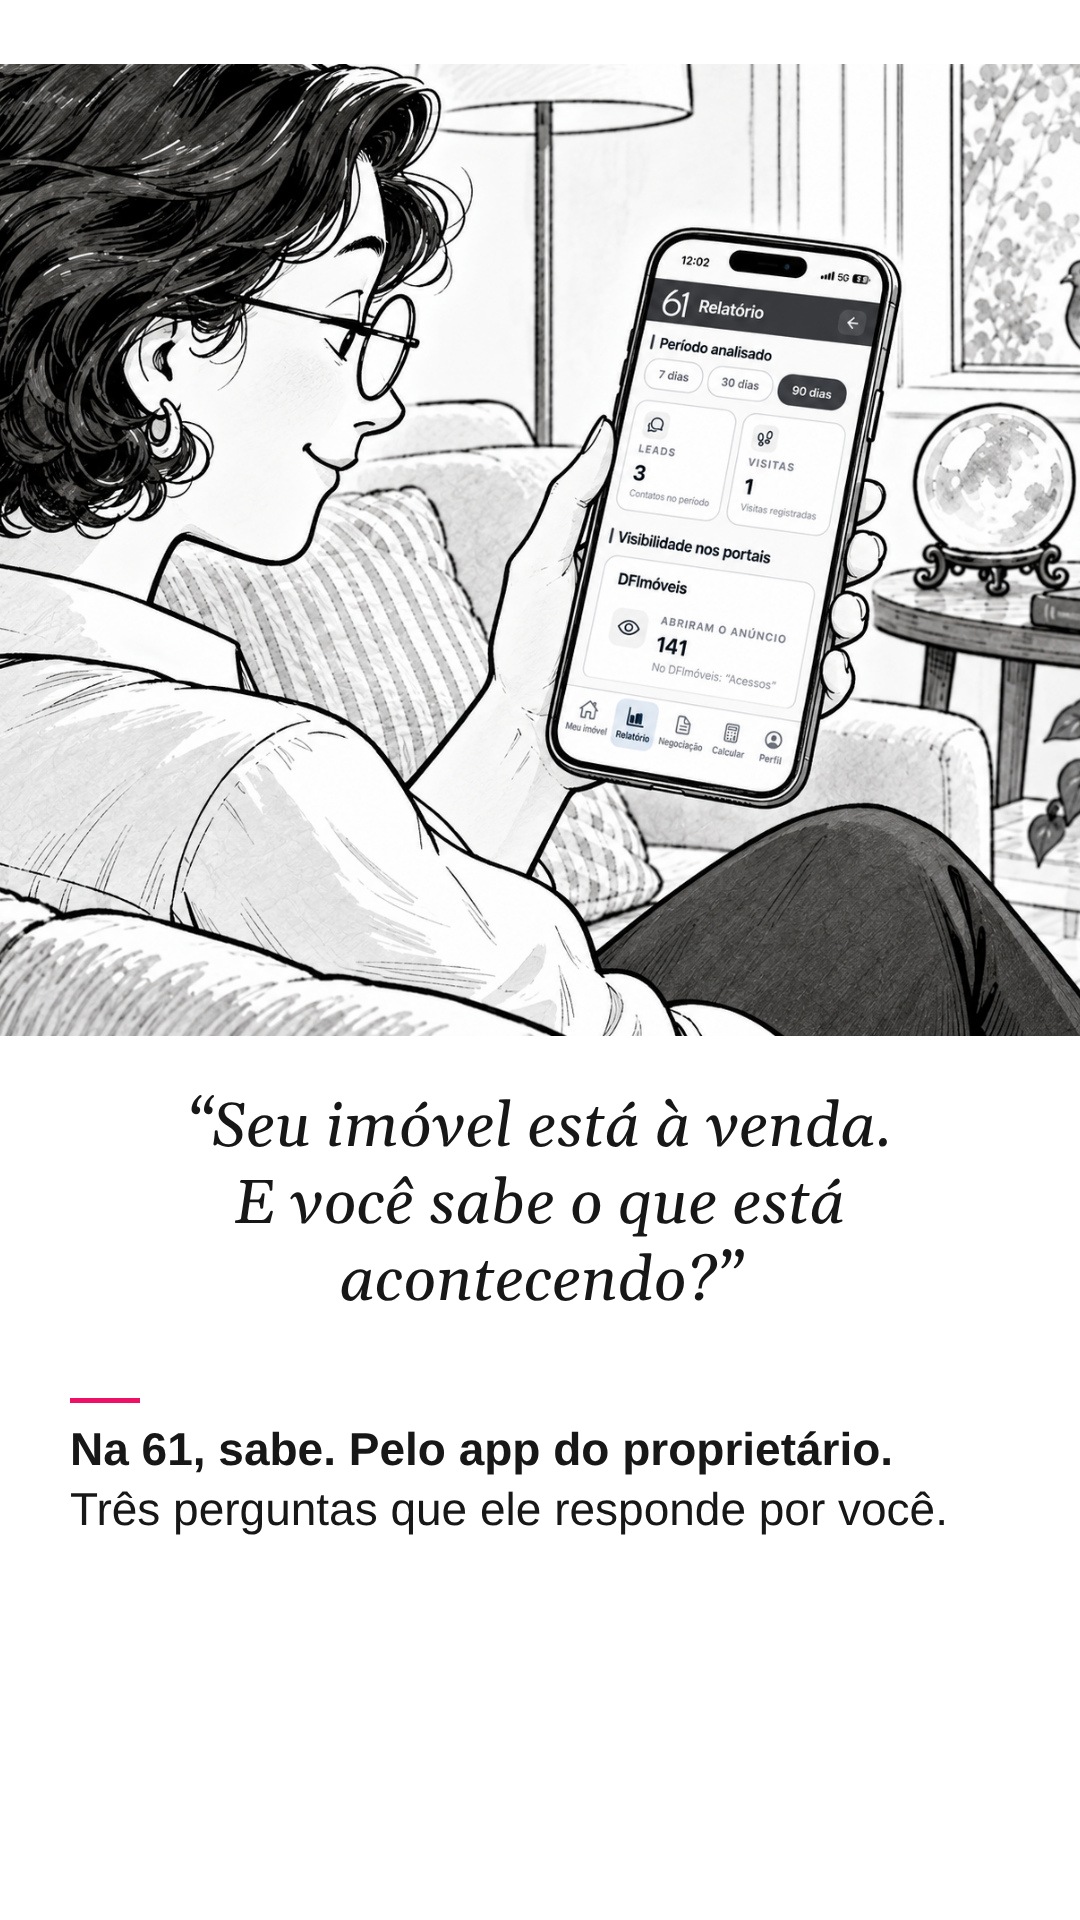 12:02
5G
61 Relatório
Período analisado
7 dias
30 dias
90 dias
LEADS
3
Contatos no período
VISITAS
1
Visitas registradas
Visibilidade nos portais
DFImóveis
ABRIRAM O ANÚNCIO
141
No DFImóveis: “Acessos”
Meu imóvel
Relatório
Negociação
Calcular
Perfil
“Seu imóvel está à venda.
E você sabe o que está
acontecendo?”
Na 61, sabe. Pelo app do proprietário.
Três perguntas que ele responde por você.